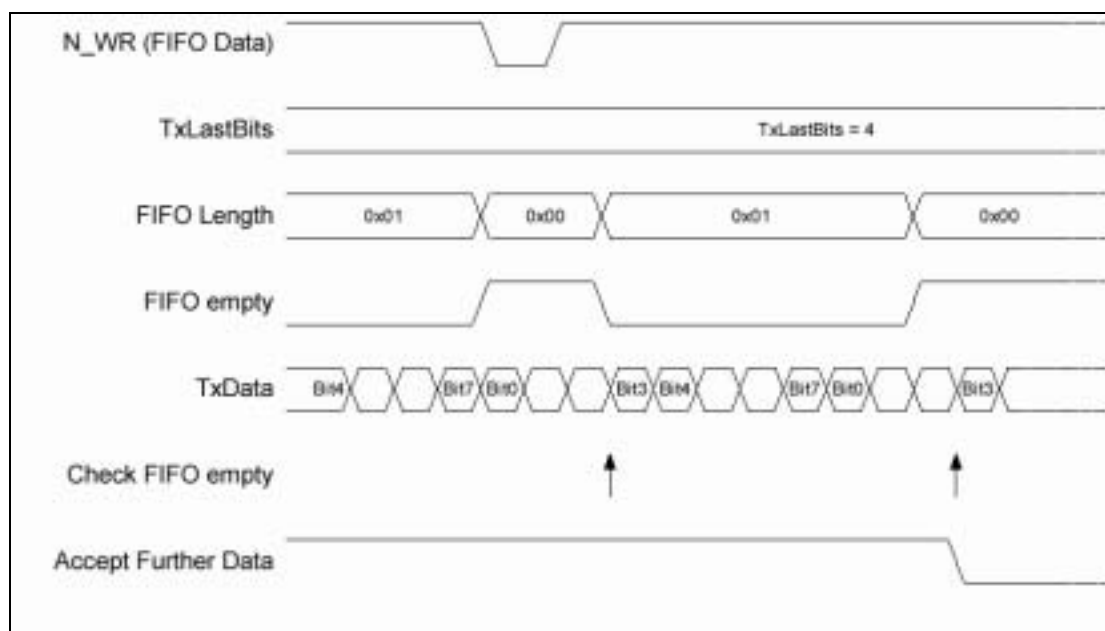 N_WR (FIFO Data)
TxLastBits TxLastBits = 4
FIFO Length 0x01 0x00 0x01 0x00
FIFO empty
TxData Bit4 Bit7 Bit0 Bit3 Bit4 Bit7 Bit0 Bit3
Check FIFO empty
Accept Further Data